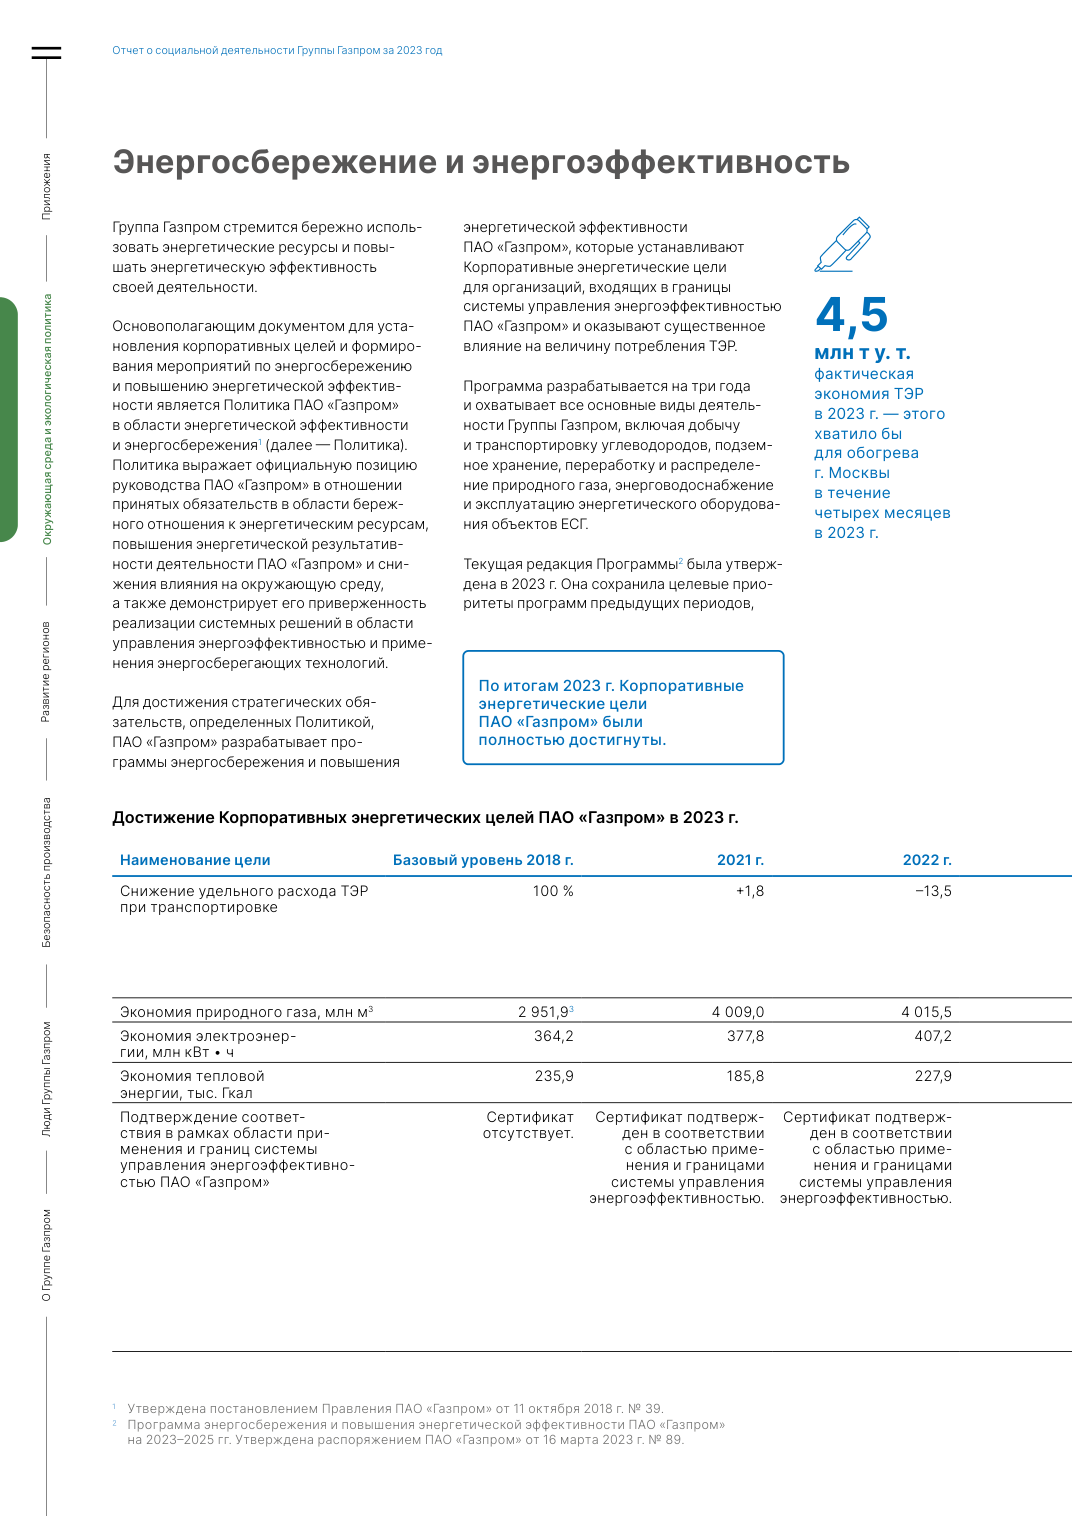 Отчет о социальной деятельности Группы Газпром за 2023 год
Приложения
Окружающая среда и экологическая политика
Развитие регионов
Безопасность производства
Люди Группы Газпром
О Группе Газпром
Энергосбережение и энергоэффективность
Группа Газпром стремится бережно исполь-
зовать энергетические ресурсы и повы-
шать энергетическую эффективность
своей деятельности.
Основополагающим документом для уста-
новления корпоративных целей и формиро-
вания мероприятий по энергосбережению
и повышению энергетической эффектив-
ности является Политика ПАО «Газпром»
в области энергетической эффективности
и энергосбережения¹ (далее — Политика).
Политика выражает официальную позицию
руководства ПАО «Газпром» в отношении
принятых обязательств в области береж-
ного отношения к энергетическим ресурсам,
повышения энергетической результатив-
ности деятельности ПАО «Газпром» и сни-
жения влияния на окружающую среду,
а также демонстрирует его приверженность
реализации системных решений в области
управления энергоэффективностью и приме-
нения энергосберегающих технологий.
Для достижения стратегических обя-
зательств, определенных Политикой,
ПАО «Газпром» разрабатывает про-
граммы энергосбережения и повышения
энергетической эффективности
ПАО «Газпром», которые устанавливают
Корпоративные энергетические цели
для организаций, входящих в границы
системы управления энергоэффективностью
ПАО «Газпром» и оказывают существенное
влияние на величину потребления ТЭР.
Программа разрабатывается на три года
и охватывает все основные виды деятель-
ности Группы Газпром, включая добычу
и транспортировку углеводородов, подзем-
ное хранение, переработку и распределе-
ние природного газа, энерговодоснабжение
и эксплуатацию энергетического оборудова-
ния объектов ЕСГ.
Текущая редакция Программы² была утверж-
дена в 2023 г. Она сохранила целевые прио-
ритеты программ предыдущих периодов,
По итогам 2023 г. Корпоративные
энергетические цели
ПАО «Газпром» были
полностью достигнуты.
4,5
млн т у. т.
фактическая
экономия ТЭР
в 2023 г. — этого
хватило бы
для обогрева
г. Москвы
в течение
четырех месяцев
в 2023 г.
Достижение Корпоративных энергетических целей ПАО «Газпром» в 2023 г.
Наименование цели Базовый уровень 2018 г. 2021 г. 2022 г.
Снижение удельного расхода ТЭР 100 % +1,8 –13,5
при транспортировке
Экономия природного газа, млн м³ 2 951,9³ 4 009,0 4 015,5
Экономия электроэнер- 364,2 377,8 407,2
гии, млн кВт • ч
Экономия тепловой 235,9 185,8 227,9
энергии, тыс. Гкал
Подтверждение соответ- Сертификат Сертификат подтверж- Сертификат подтверж-
ствия в рамках области при- отсутствует. ден в соответствии ден в соответствии
менения и границ системы с областью приме- с областью приме-
управления энергоэффективно- нения и границами нения и границами
стью ПАО «Газпром» системы управления системы управления
энергоэффективностью. энергоэффективностью.
¹ Утверждена постановлением Правления ПАО «Газпром» от 11 октября 2018 г. № 39.
² Программа энергосбережения и повышения энергетической эффективности ПАО «Газпром»
на 2023–2025 гг. Утверждена распоряжением ПАО «Газпром» от 16 марта 2023 г. № 89.